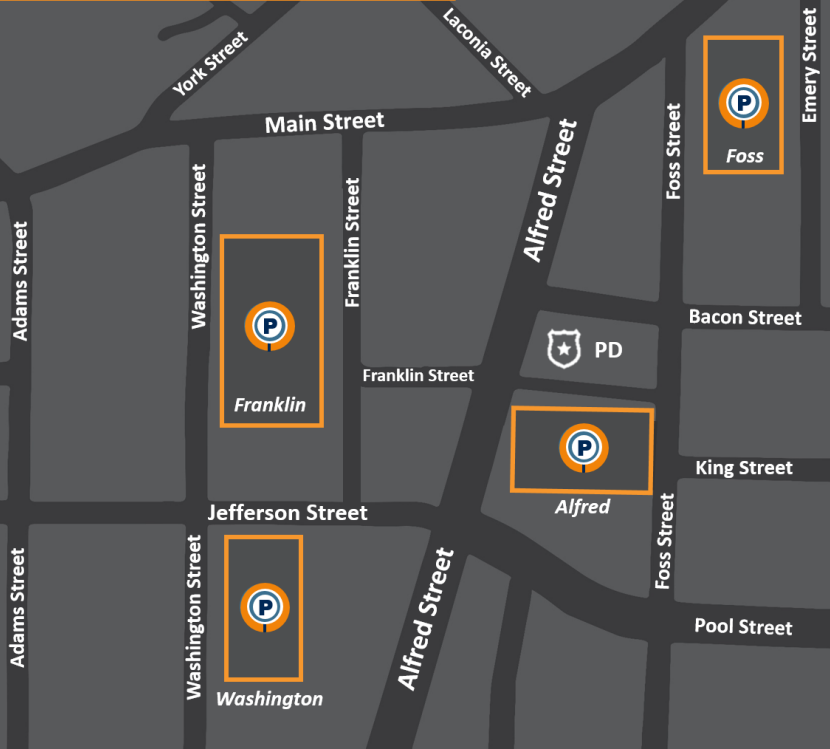 Laconia Street
Emery Street
York Street
P
Main Street
Foss Street
Foss
Alfred Street
Washington Street
Franklin Street
Adams Street
P
Bacon Street
PD
Franklin Street
Franklin
P
King Street
Alfred
Jefferson Street
Foss Street
Adams Street
Washington Street
P
Alfred Street
Pool Street
Washington